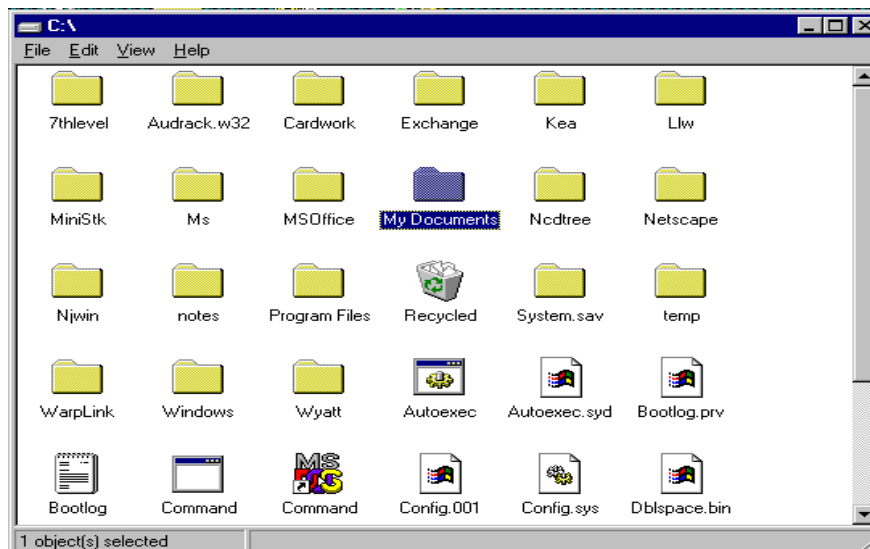 C:\
File Edit View Help
7thlevel Audrack.w32 Cardwork Exchange Kea Llw
MiniStk Ms MSOffice My Documents Ncdtree Netscape
Njwin notes Program Files Recycled System.sav temp
WarpLink Windows Wyatt Autoexec Autoexec.syd Bootlog.prv
MS
Bootlog Command Command Config.001 Config.sys Dblspace.bin
1 object(s) selected